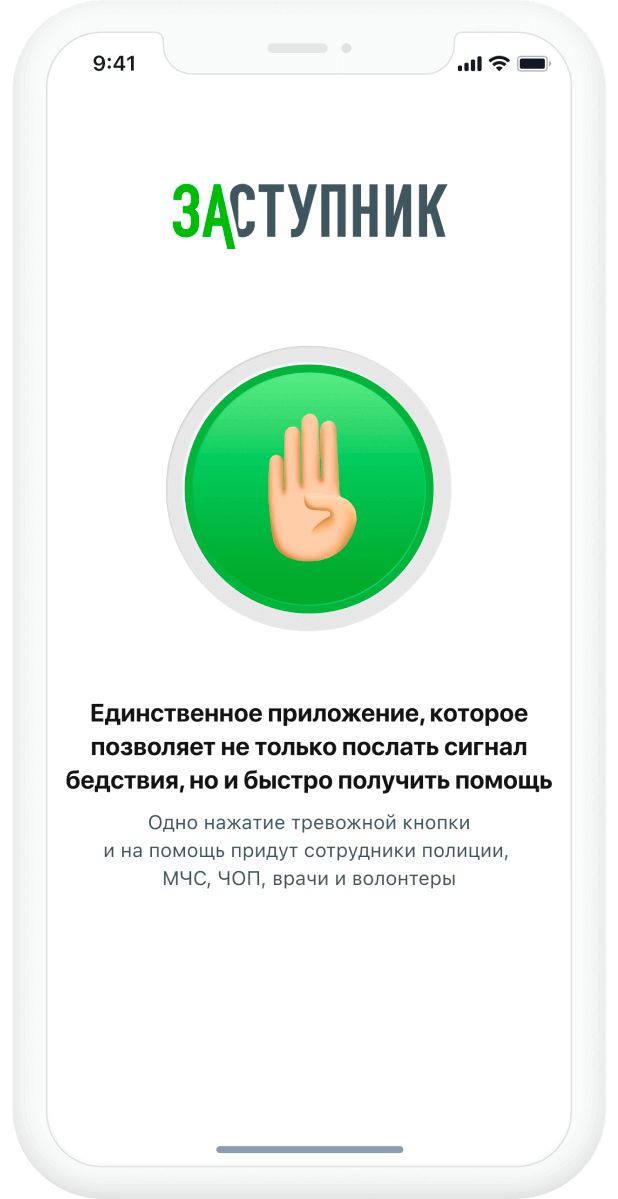 9:41
ЗАСТУПНИК
Единственное приложение, которое
позволяет не только послать сигнал
бедствия, но и быстро получить помощь
Одно нажатие тревожной кнопки
и на помощь придут сотрудники полиции,
МЧС, ЧОП, врачи и волонтеры